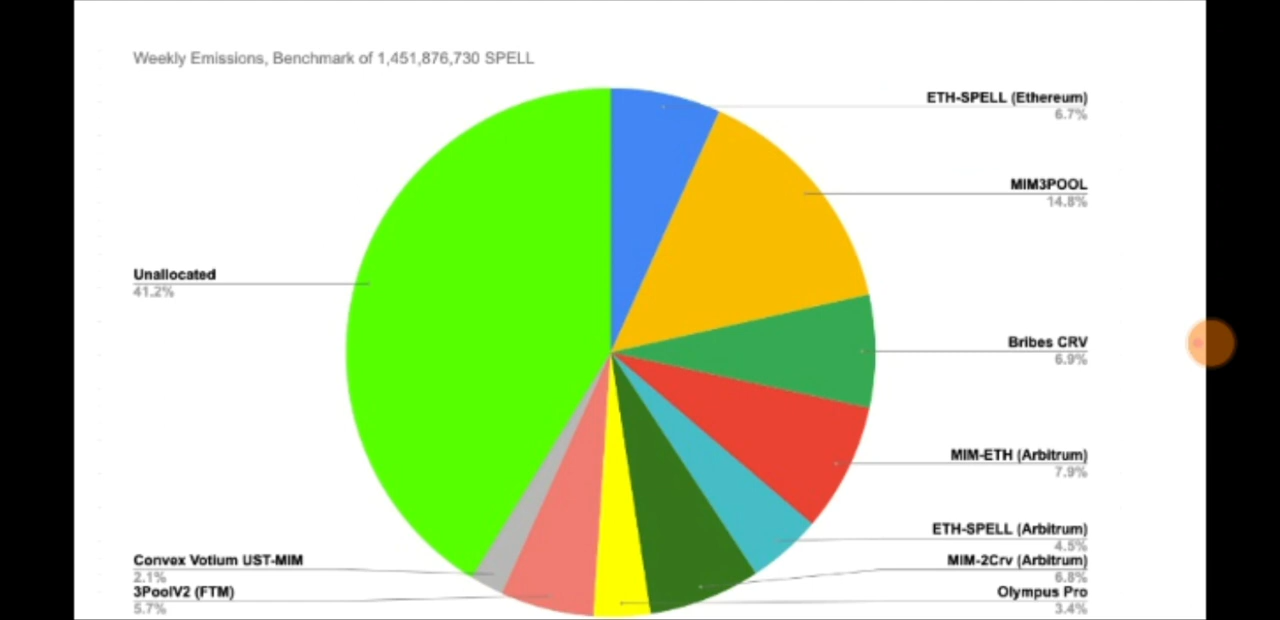 Weekly Emissions, Benchmark of 1,451,876,730 SPELL
ETH-SPELL (Ethereum)
6.7%
MIM3POOL
14.8%
Unallocated
41.2%
Bribes CRV
6.9%
MIM-ETH (Arbitrum)
7.9%
ETH-SPELL (Arbitrum)
4.5%
Convex Votium UST-MIM
2.1%
MIM-2Crv (Arbitrum)
6.8%
3PoolV2 (FTM)
5.7%
Olympus Pro
3.4%